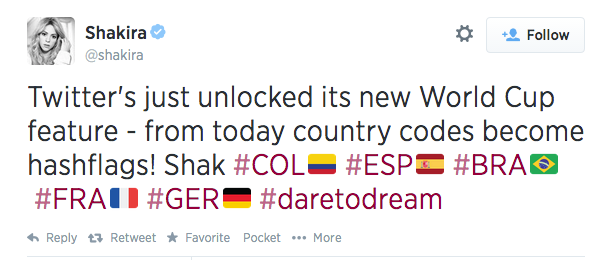 Shakira
@shakira
Follow
Twitter's just unlocked its new World Cup
feature - from today country codes become
hashflags! Shak #COL #ESP #BRA
#FRA #GER #daretodream
Reply Retweet Favorite Pocket More